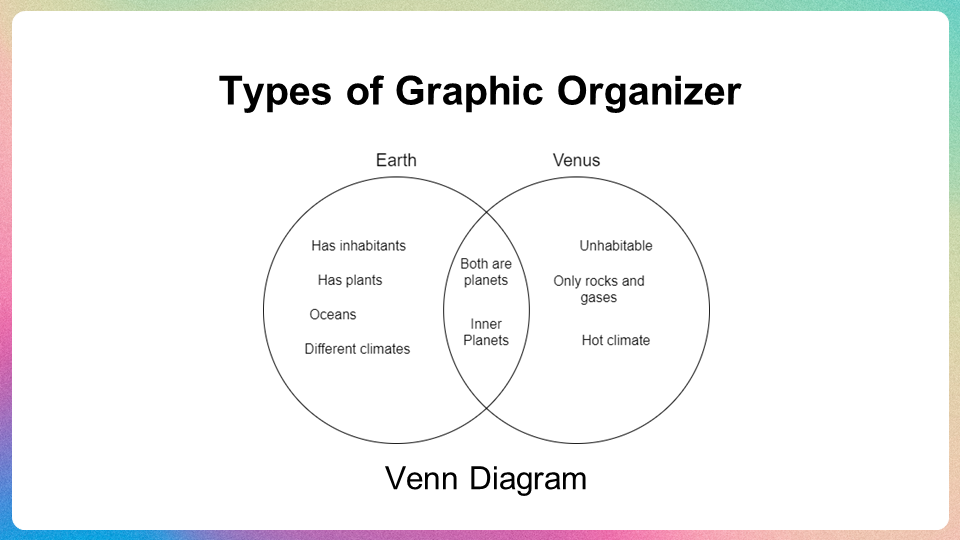 Types of Graphic Organizer
Earth
Venus
Has inhabitants
Has plants
Oceans
Different climates
Both are
planets
Inner
Planets
Unhabitable
Only rocks and
gases
Hot climate
Venn Diagram